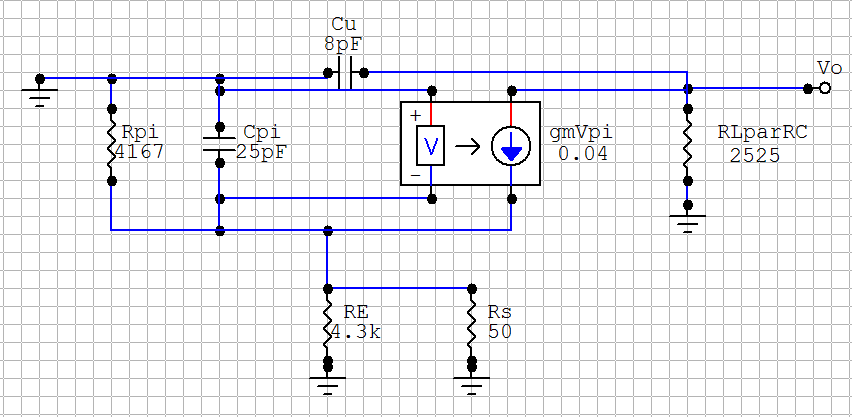 Cu
8pF
Vo
+
Rpi
4167
Cpi
25pF
V
gmVpi
0.04
−
RLparRC
2525
RE
4.3k
Rs
50